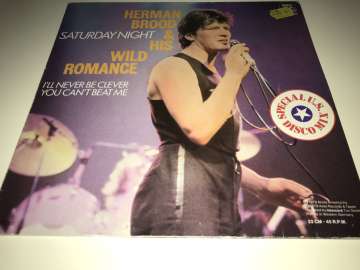 HERMAN
BROOD
SATURDAY NIGHT & HIS
WILD
ROMANCE
I'LL NEVER BE CLEVER
YOU CAN'T BEAT ME
SPECIAL U.S.
DISCO MIX
45 R.P.M.